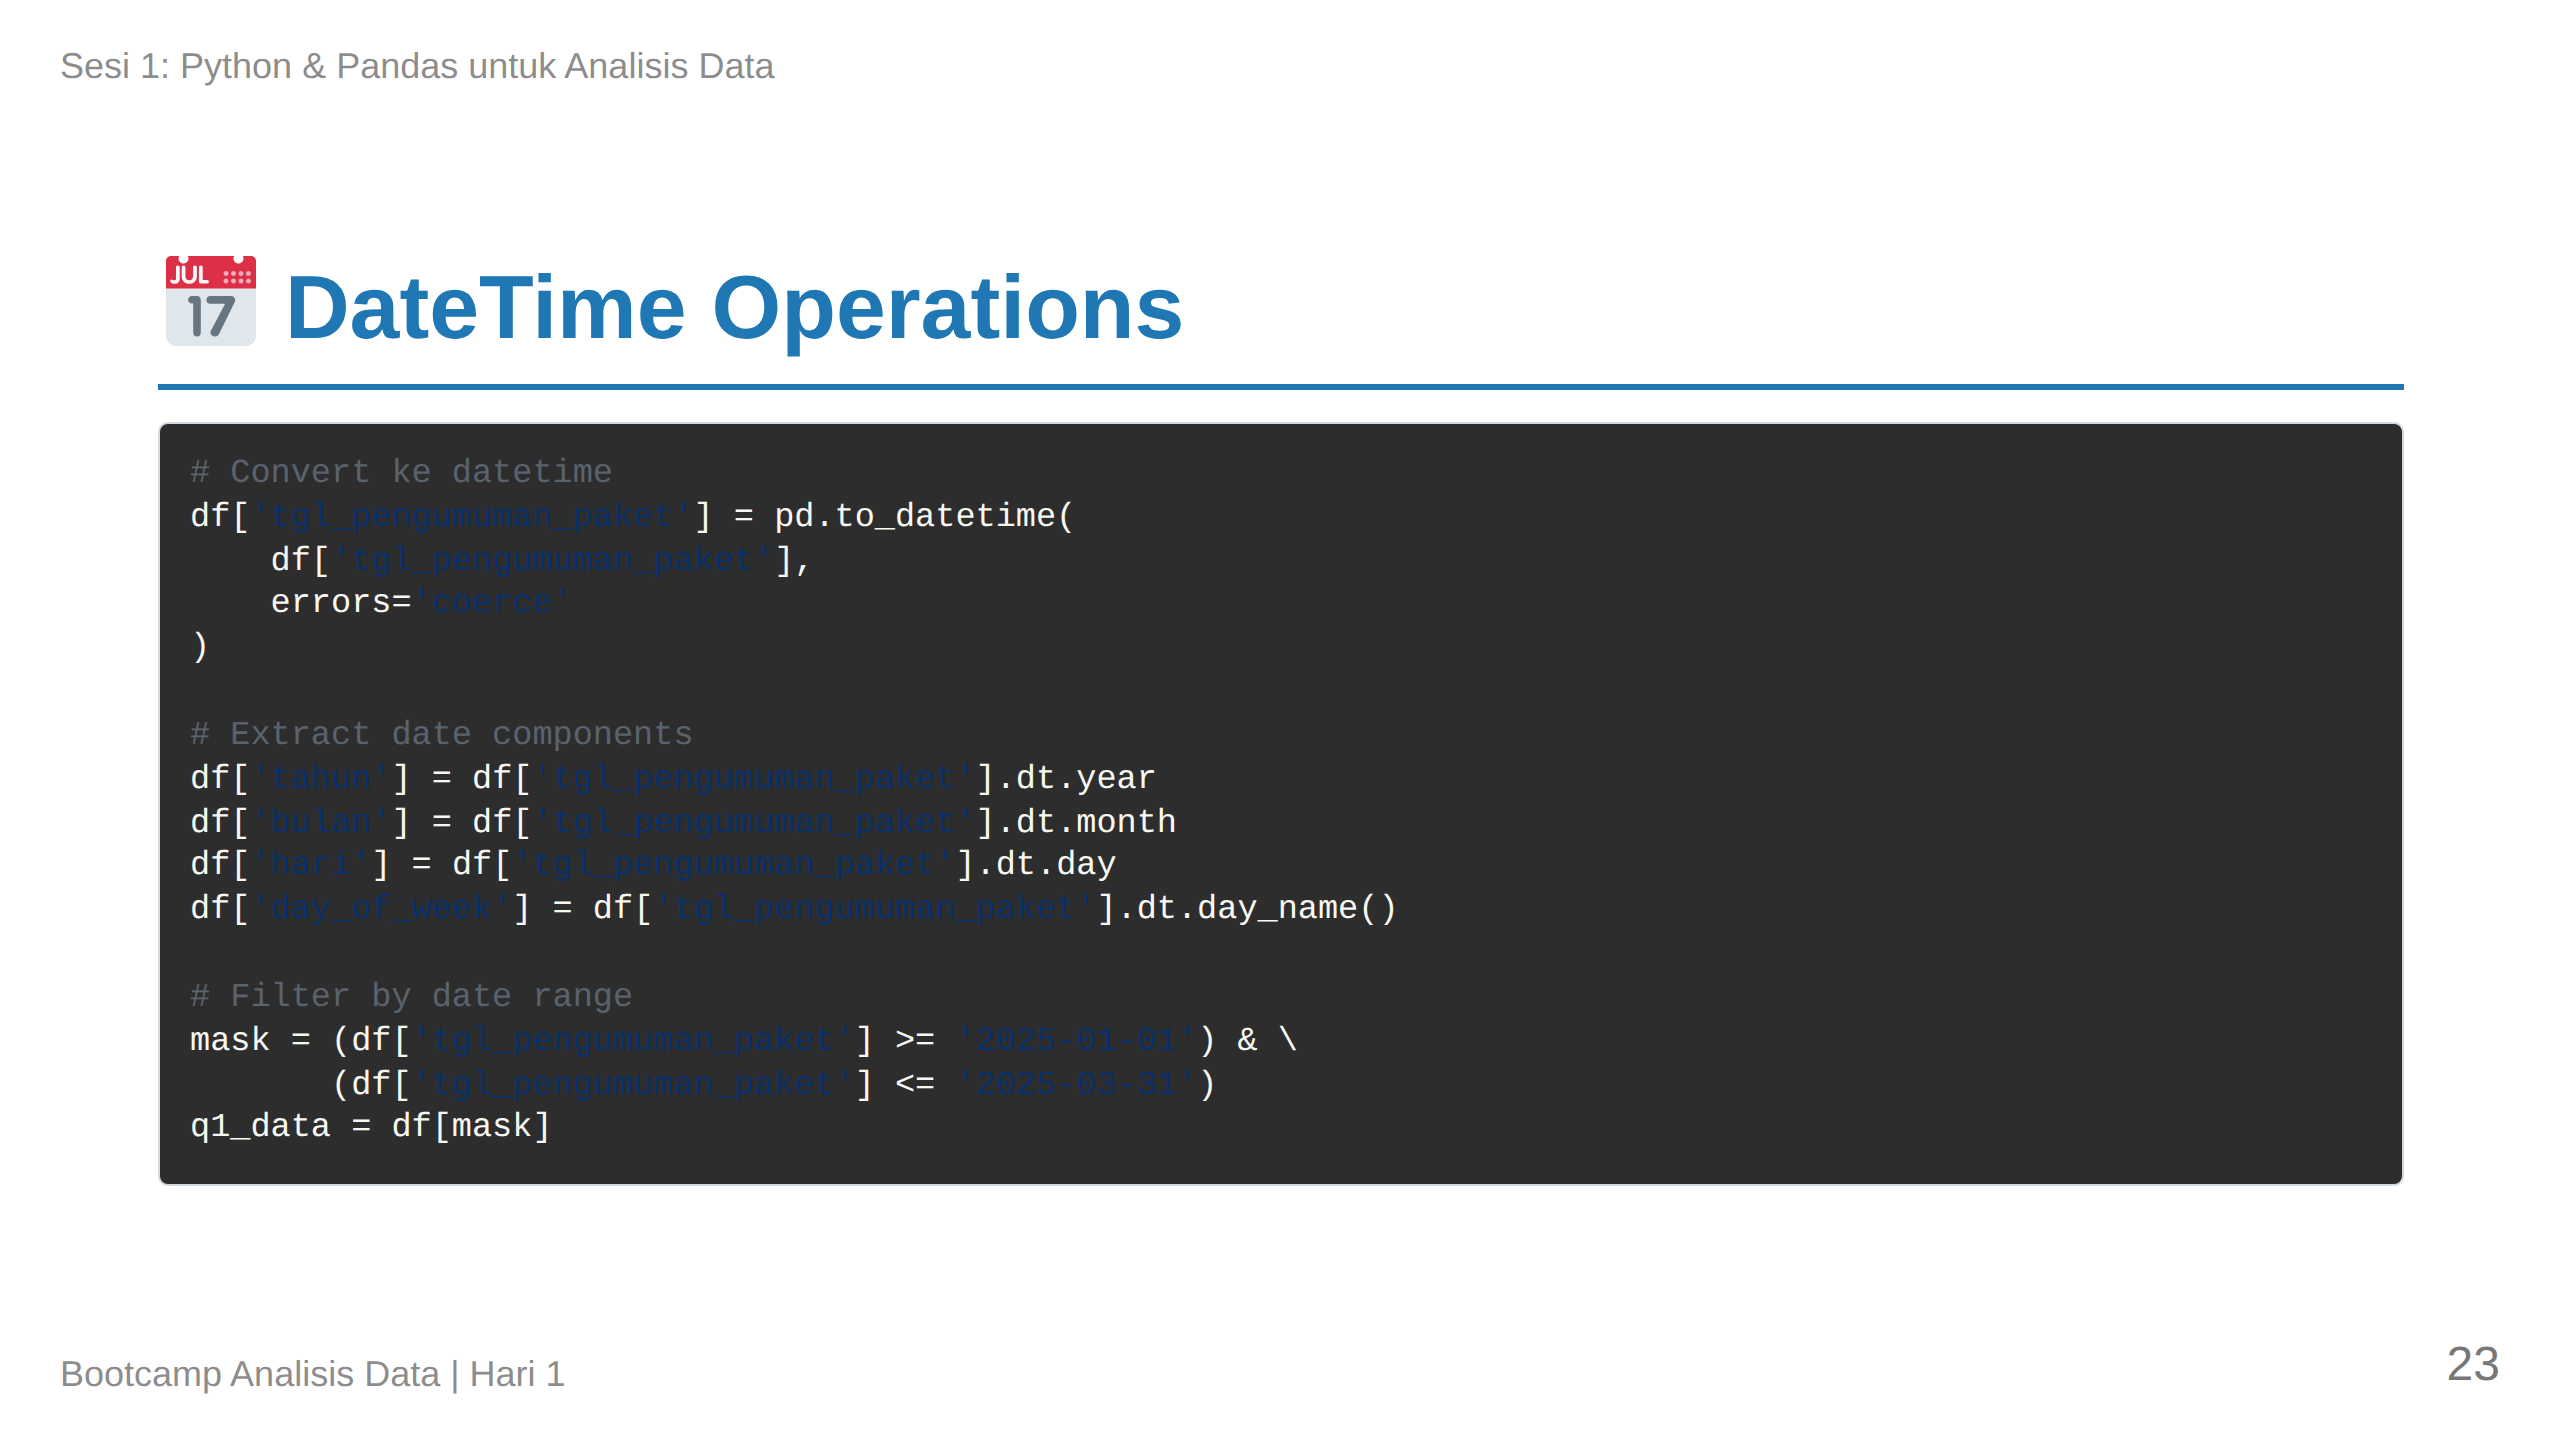 Sesi 1: Python & Pandas untuk Analisis Data
JUL
17
DateTime Operations
# Convert ke datetime
df['tgl_pengumuman_paket'] = pd.to_datetime(
    df['tgl_pengumuman_paket'],
    errors='coerce'
)
# Extract date components
df['tahun'] = df['tgl_pengumuman_paket'].dt.year
df['bulan'] = df['tgl_pengumuman_paket'].dt.month
df['hari'] = df['tgl_pengumuman_paket'].dt.day
df['day_of_week'] = df['tgl_pengumuman_paket'].dt.day_name()
# Filter by date range
mask = (df['tgl_pengumuman_paket'] >= '2025-01-01') & \
       (df['tgl_pengumuman_paket'] <= '2025-03-31')
q1_data = df[mask]
Bootcamp Analisis Data | Hari 1
23